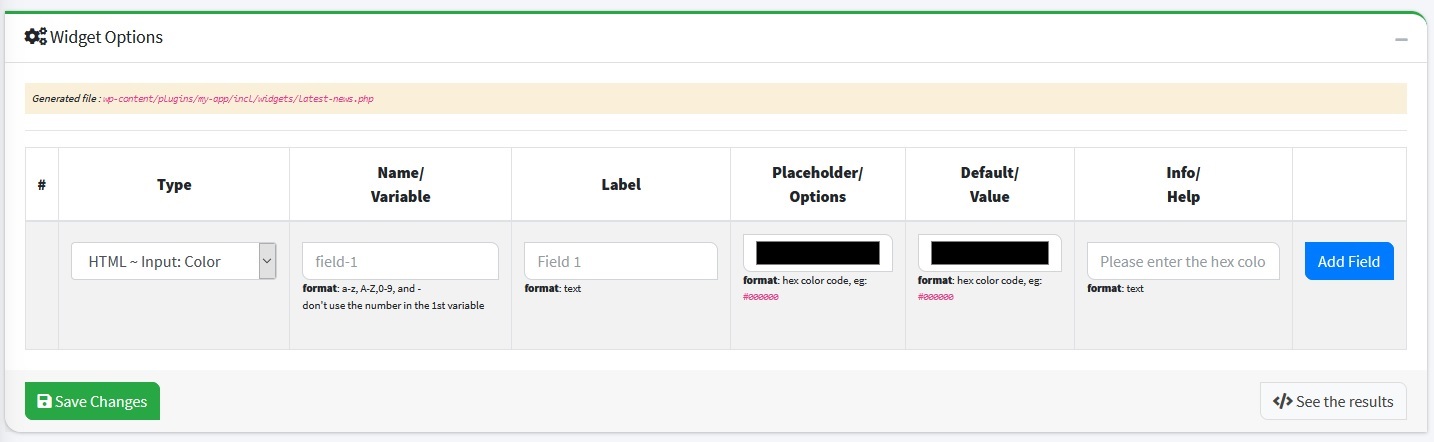 Widget Options
Generated file : wp-content/plugins/my-app/incl/widgets/latest-news.php
#
Type
Name/
Variable
Label
Placeholder/
Options
Default/
Value
Info/
Help
HTML ~ Input: Color
field-1
format: a-z, A-Z,0-9, and -
don't use the number in the 1st variable
Field 1
format: text
format: hex color code, eg:
#000000
format: hex color code, eg:
#000000
Please enter the hex colo
format: text
Add Field
Save Changes
</> See the results